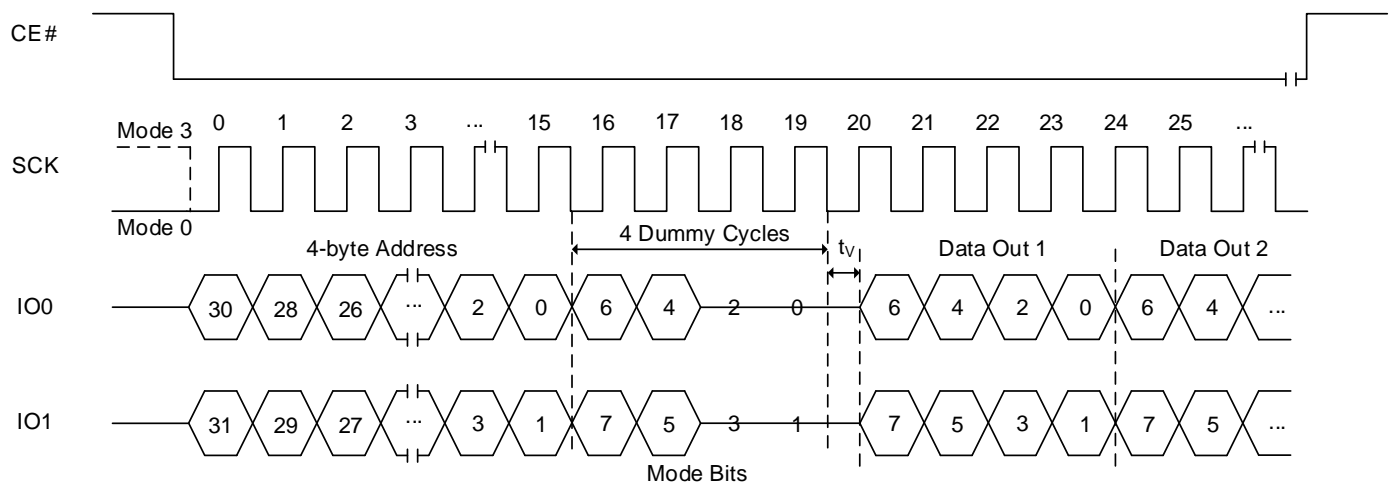 CE#
Mode 3 0 1 2 3 ... 15 16 17 18 19 20 21 22 23 24 25 ...
SCK
Mode 0
4-byte Address 4 Dummy Cycles tV Data Out 1 Data Out 2
IO0 30 28 26 ... 2 0 6 4 2 0 6 4 2 0 6 4 ...
IO1 31 29 27 ... 3 1 7 5 3 1 7 5 3 1 7 5 ...
Mode Bits